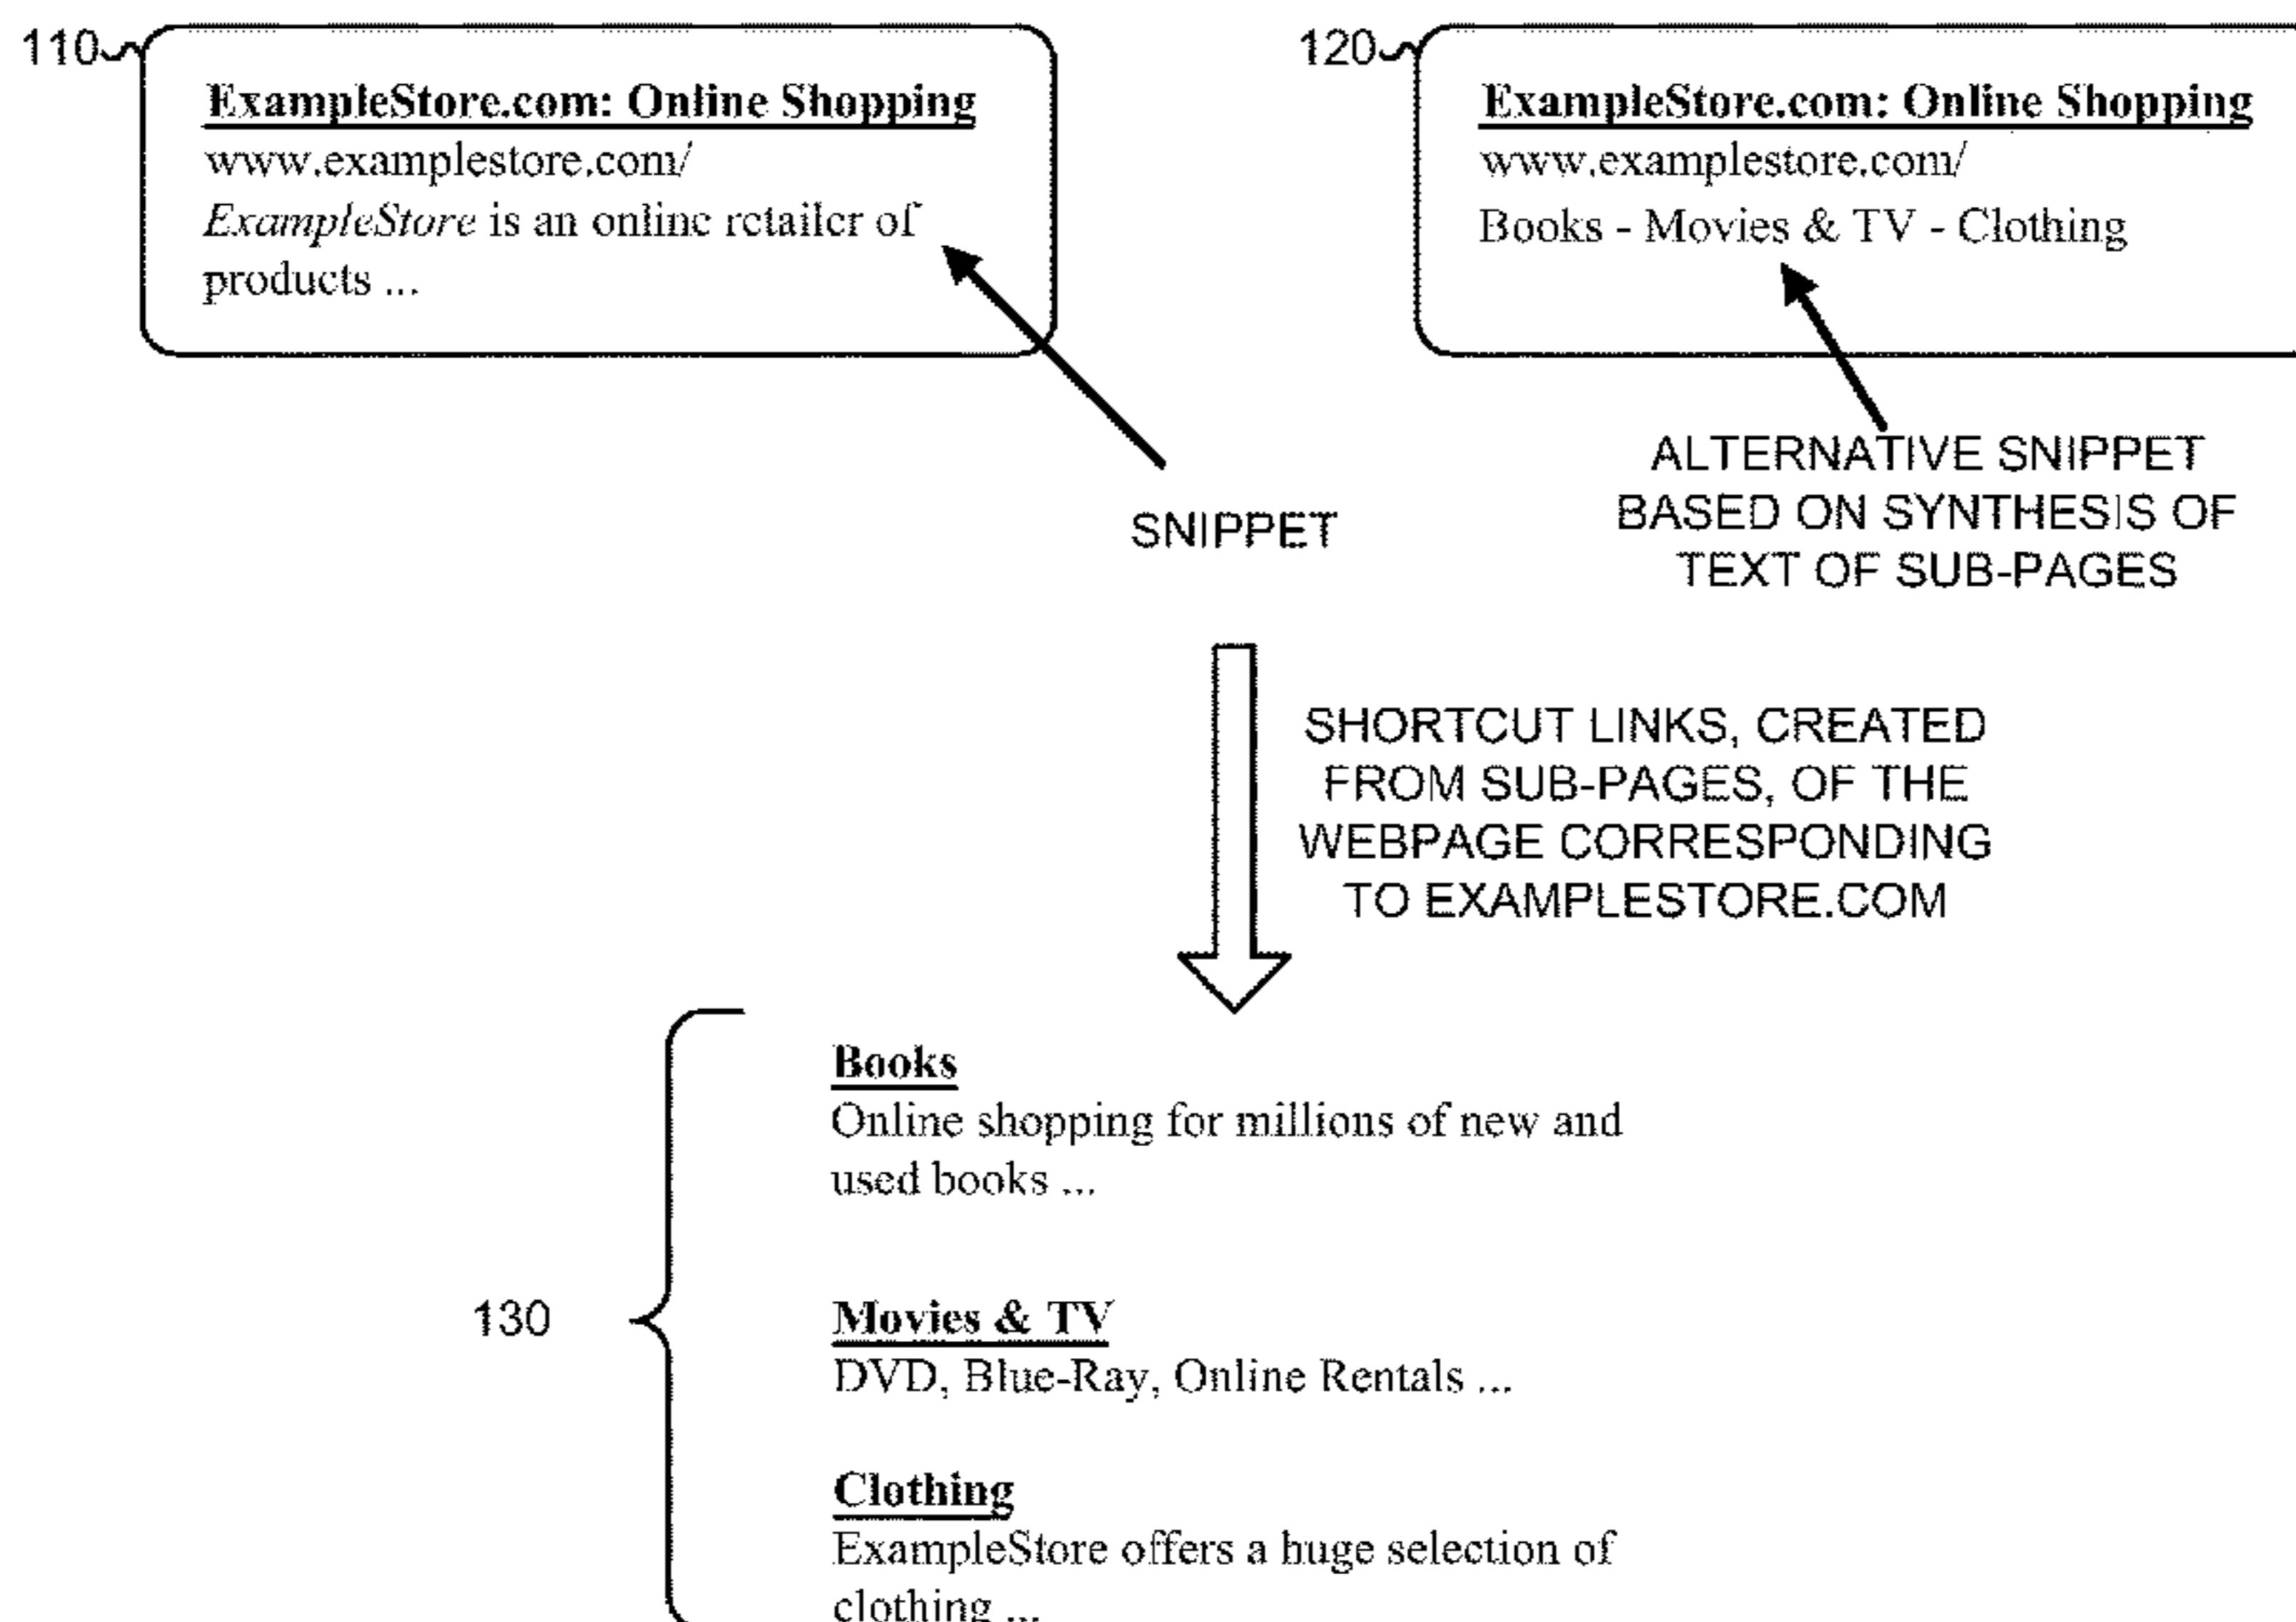 110
ExampleStore.com: Online Shopping
www.examplestore.com/
ExampleStore is an online retailer of
products ...
SNIPPET
120
ExampleStore.com: Online Shopping
www.examplestore.com/
Books - Movies & TV - Clothing
ALTERNATIVE SNIPPET
BASED ON SYNTHESIS OF
TEXT OF SUB-PAGES
SHORTCUT LINKS, CREATED
FROM SUB-PAGES, OF THE
WEBPAGE CORRESPONDING
TO EXAMPLESTORE.COM
130
Books
Online shopping for millions of new and
used books ...
Movies & TV
DVD, Blue-Ray, Online Rentals ...
Clothing
ExampleStore offers a huge selection of
clothing ...